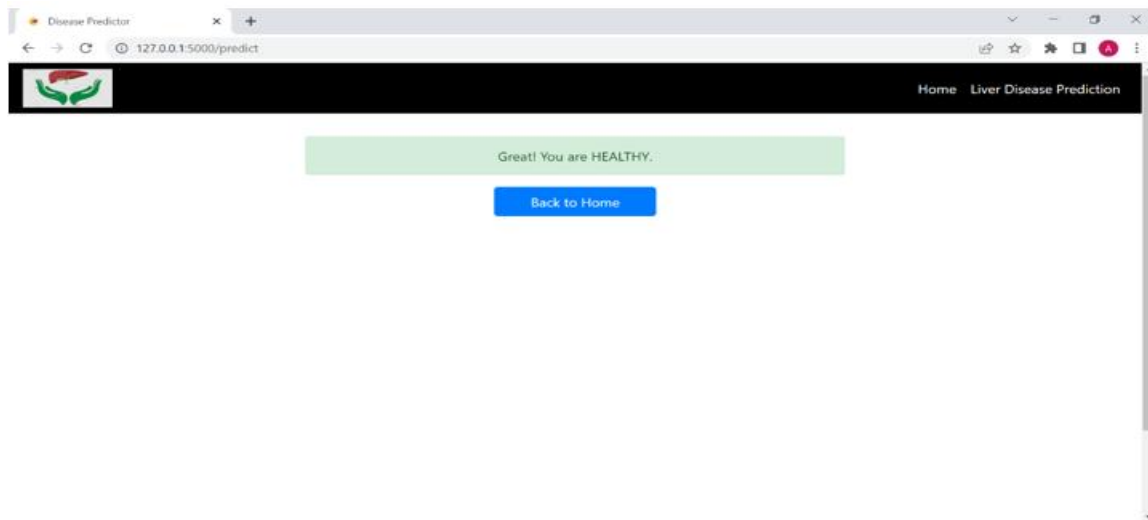 Disease Predictor
127.0.0.1:5000/predict
A
Home Liver Disease Prediction
Great! You are HEALTHY.
Back to Home